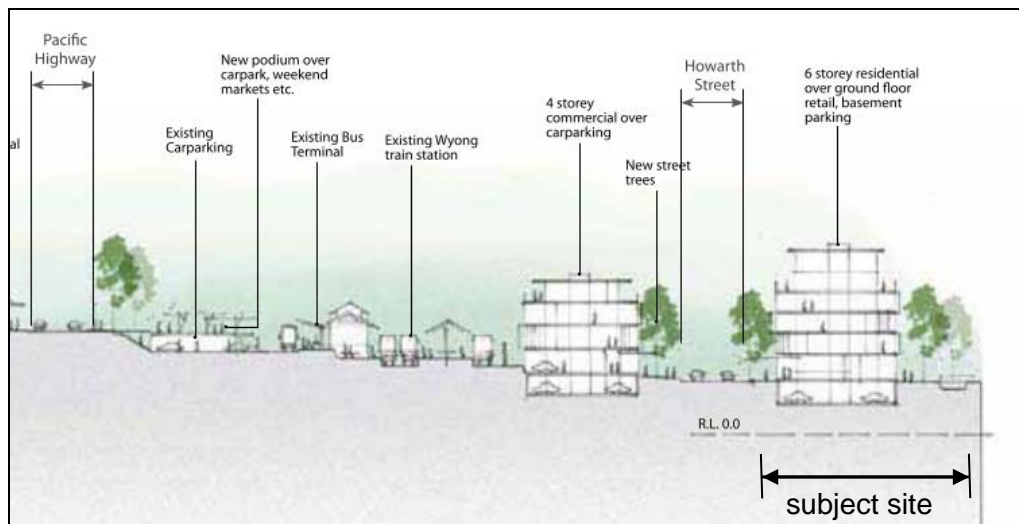 Pacific
Highway
New podium over
carpark, weekend
markets etc.
al
Existing
Carparking
Existing Bus
Terminal
Existing Wyong
train station
4 storey
commercial over
carparking
New street
trees
Howarth
Street
6 storey residential
over ground floor
retail, basement
parking
R.L. 0.0
subject site